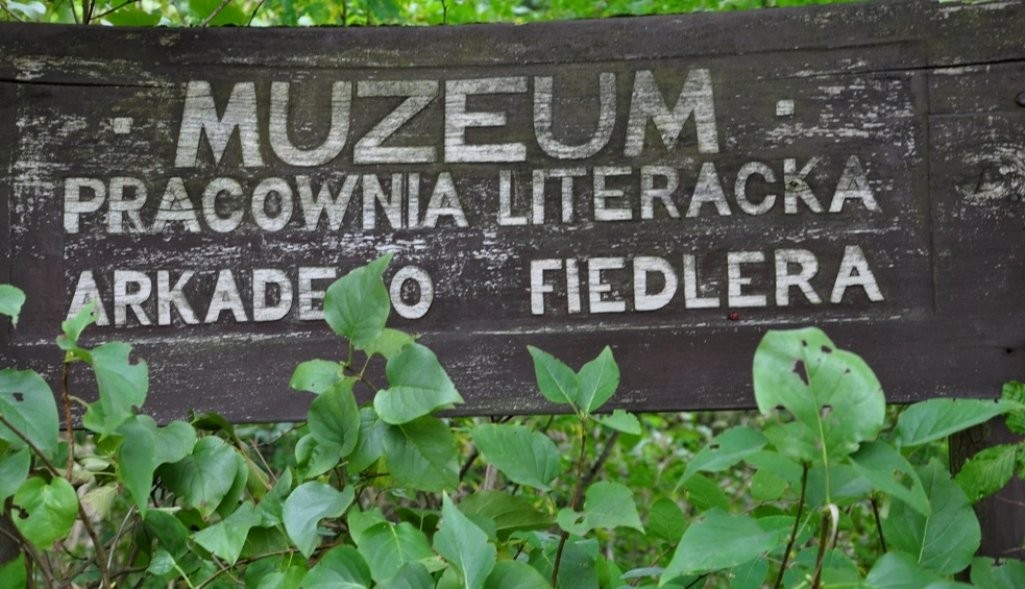 · MUZEUM ·
PRACOWNIA LITERACKA
ARKADEGO FIEDLERA